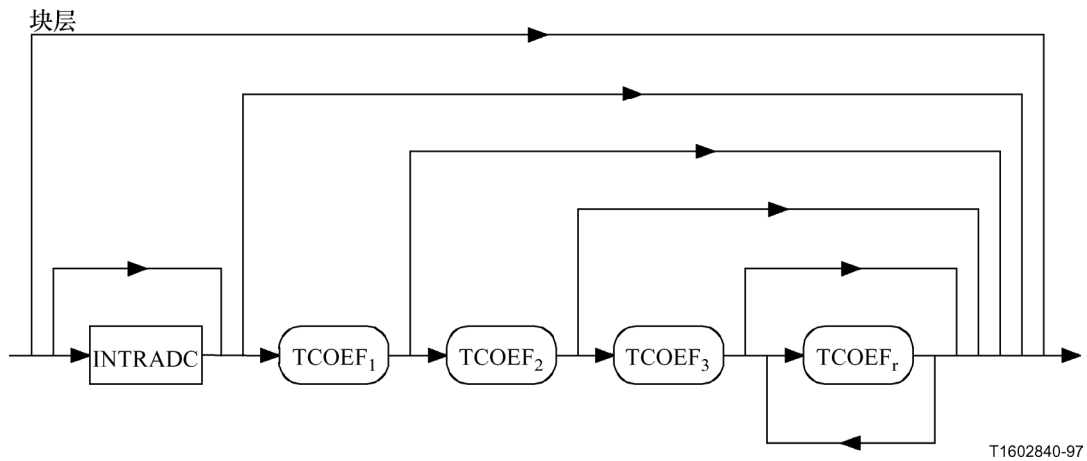 块层
INTRADC
TCOEF₁
TCOEF₂
TCOEF₃
TCOEFᵣ
T1602840-97